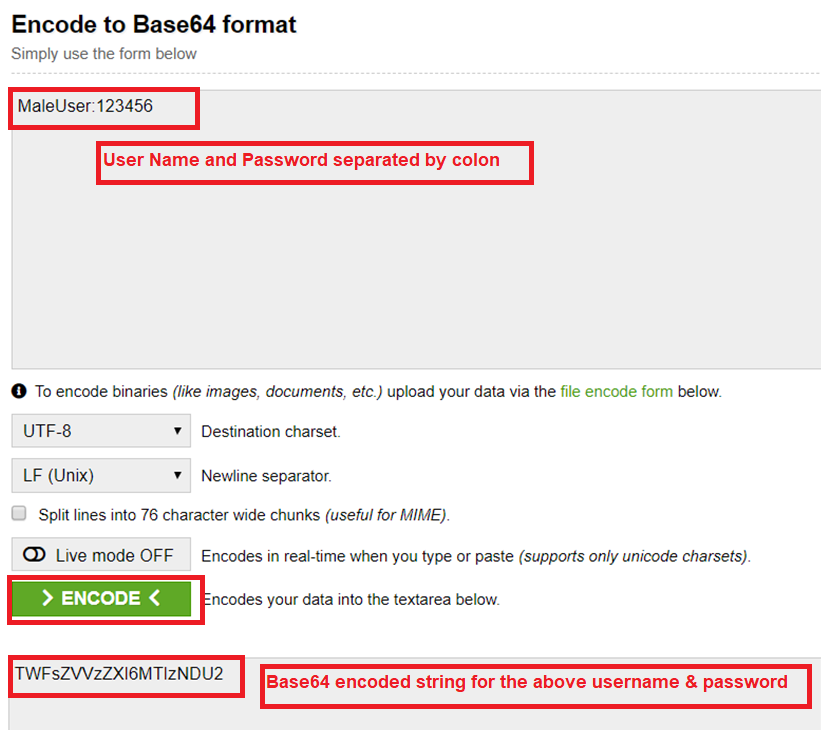 Encode to Base64 format
Simply use the form below
MaleUser:123456
User Name and Password separated by colon
To encode binaries (like images, documents, etc.) upload your data via the file encode form below.
UTF-8 Destination charset.
LF (Unix) Newline separator.
Split lines into 76 character wide chunks (useful for MIME).
Live mode OFF Encodes in real-time when you type or paste (supports only unicode charsets).
> ENCODE < Encodes your data into the textarea below.
TWFsZVVzZXI6MTIzNDU2 Base64 encoded string for the above username & password